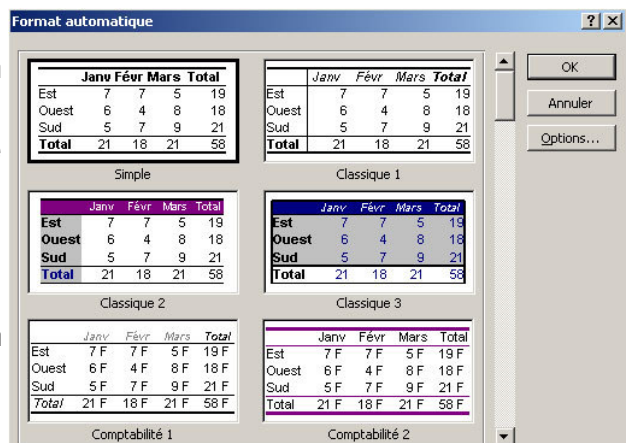 Format automatique
Janv Févr Mars Total
Est 7 7 5 19
Ouest 6 4 8 18
Sud 5 7 9 21
Total 21 18 21 58
Simple
Janv Févr Mars Total
Est 7 7 5 19
Ouest 6 4 8 18
Sud 5 7 9 21
Total 21 18 21 58
Classique 1
Janv Févr Mars Total
Est 7 7 5 19
Ouest 6 4 8 18
Sud 5 7 9 21
Total 21 18 21 58
Classique 2
Janv Févr Mars Total
Est 7 7 5 19
Ouest 6 4 8 18
Sud 5 7 9 21
Total 21 18 21 58
Classique 3
Janv Févr Mars Total
Est 7 F 7 F 5 F 19 F
Ouest 6 F 4 F 8 F 18 F
Sud 5 F 7 F 9 F 21 F
Total 21 F 18 F 21 F 58 F
Comptabilité 1
Janv Févr Mars Total
Est 7 F 7 F 5 F 19 F
Ouest 6 F 4 F 8 F 18 F
Sud 5 F 7 F 9 F 21 F
Total 21 F 18 F 21 F 58 F
Comptabilité 2
OK
Annuler
Options...